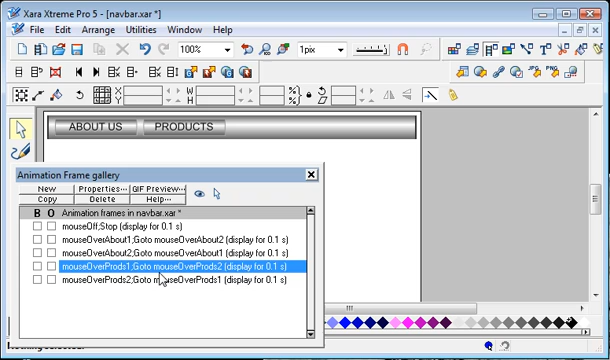 Xara Xtreme Pro 5 - [navbar.xar *]
File Edit Arrange Utilities Window Help
100% 1pix
X W %
Y H %
ABOUT US PRODUCTS
Animation Frame gallery
New Properties... GIF Preview...
Copy Delete Help...
B O Animation frames in navbar.xar *
mouseOff;Stop (display for 0.1 s)
mouseOverAbout1;Goto mouseOverAbout2 (display for 0.1 s)
mouseOverAbout2;Goto mouseOverAbout1 (display for 0.1 s)
mouseOverProds1;Goto mouseOverProds2 (display for 0.1 s)
mouseOverProds2;Goto mouseOverProds1 (display for 0.1 s)